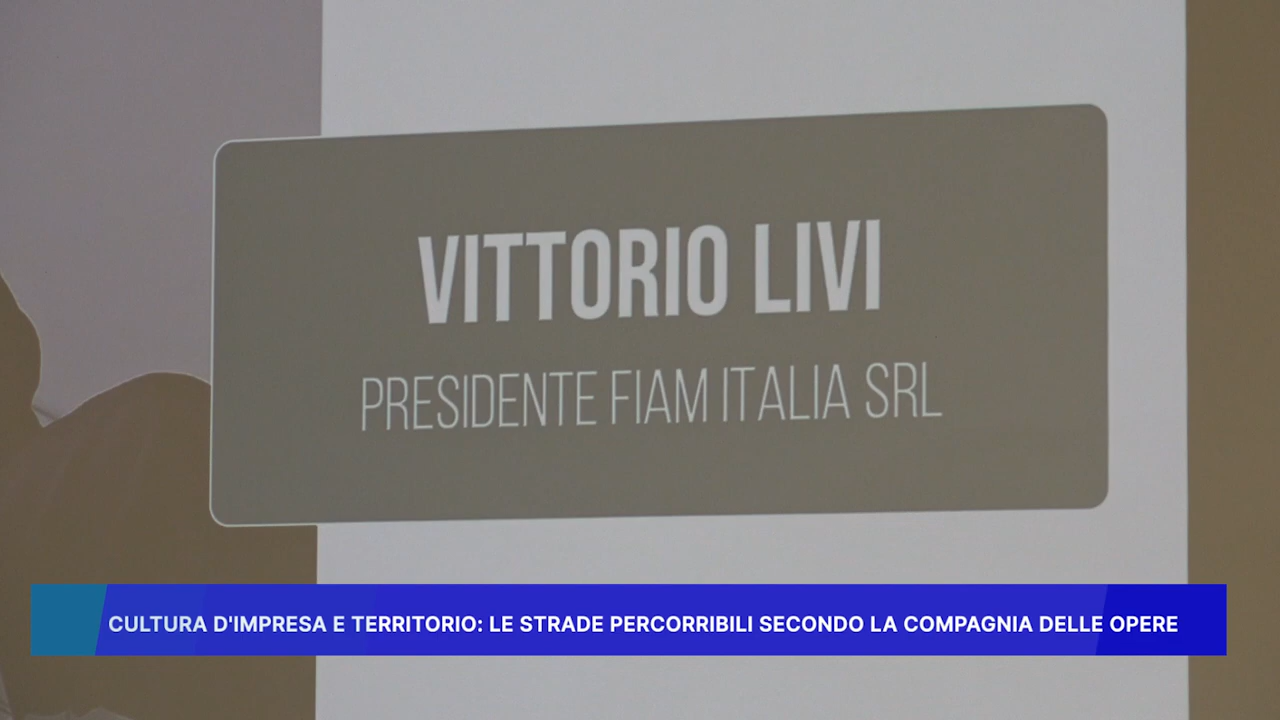 VITTORIO LIVI
PRESIDENTE FIAM ITALIA SRL
CULTURA D'IMPRESA E TERRITORIO: LE STRADE PERCORRIBILI SECONDO LA COMPAGNIA DELLE OPERE